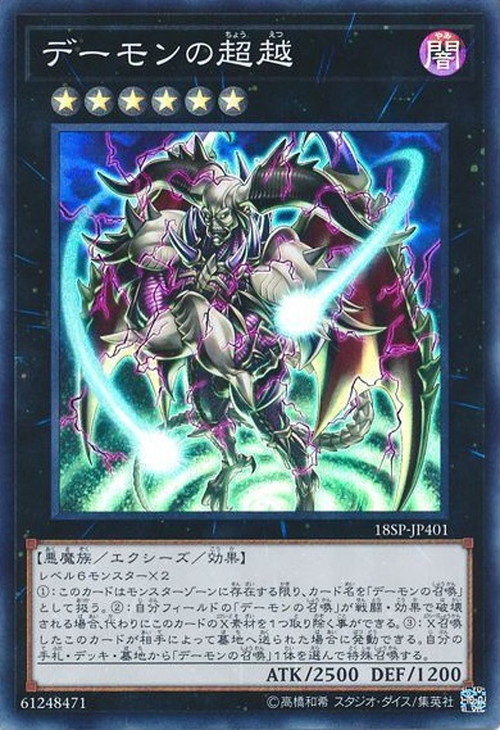 デーモンの超越
ちょう えつ
闇
やみ
18SP-JP401
【悪魔族／エクシーズ／効果】
レベル６モンスター×２
①：このカードはモンスターゾーンに存在する限り、カード名を「デーモンの召喚」
として扱う。②：自分フィールドの「デーモンの召喚」が戦闘・効果で破壊
される場合、代わりにこのカードのX素材を１つ取り除く事ができる。③：X召喚
したこのカードが相手によって墓地へ送られた場合に発動できる。自分の
手札・デッキ・墓地から「デーモンの召喚」１体を選んで特殊召喚する。
ATK/2500 DEF/1200
61248471
©高橋和希 スタジオ・ダイス/集英社